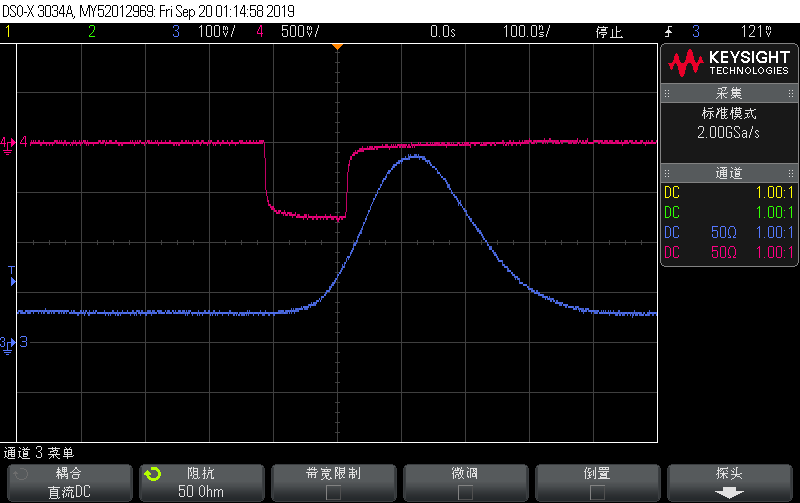 DSO-X 3034A, MY52012969: Fri Sep 20 01:14:58 2019
1 2 3 100mV/ 4 500mV/ 0.0s 100.0ns/ 停止 3 121mV
KEYSIGHT
TECHNOLOGIES
采集
标准模式
2.00GSa/s
通道
DC 1.00:1
DC 1.00:1
DC 50Ω 1.00:1
DC 50Ω 1.00:1
4 4
T
3 3
通道 3 菜单
耦合 阻抗 带宽限制 微调 倒置 探头
直流DC 50 Ohm